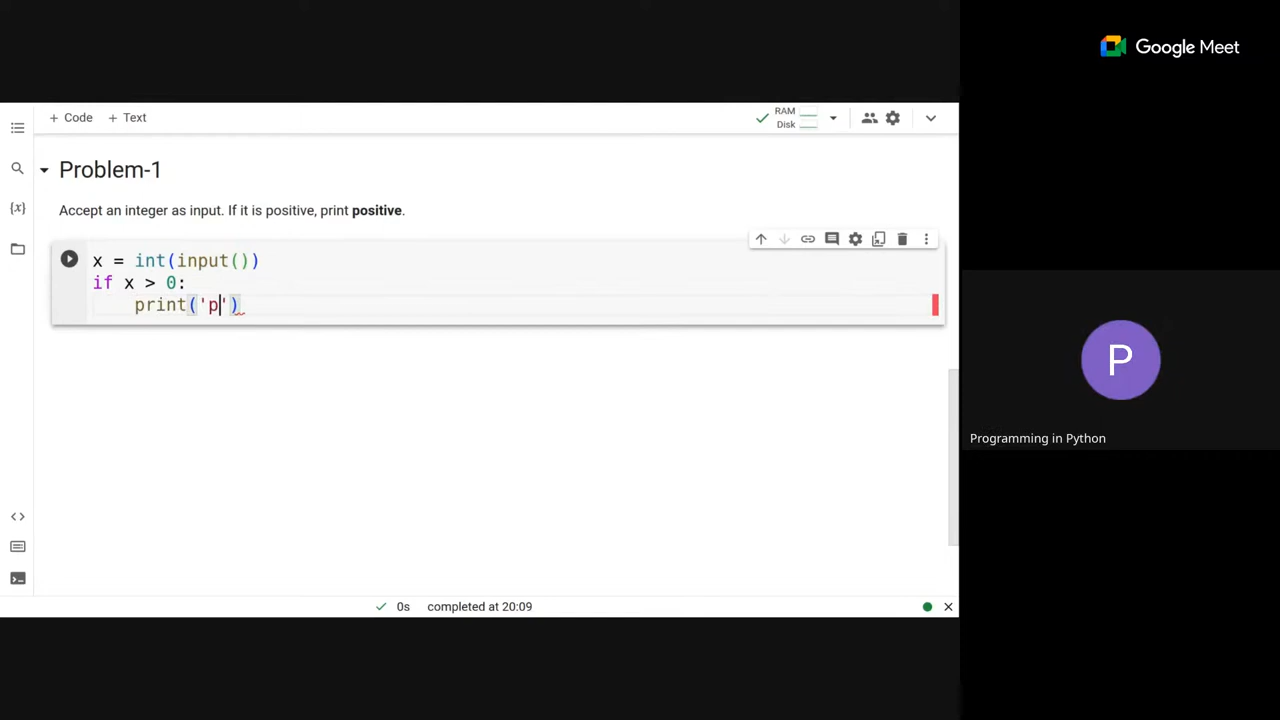 Google Meet
+ Code + Text
RAM
Disk
Problem-1
Accept an integer as input. If it is positive, print positive.
{x}
x = int(input())
if x > 0:
    print('p')
P
Programming in Python
0s completed at 20:09